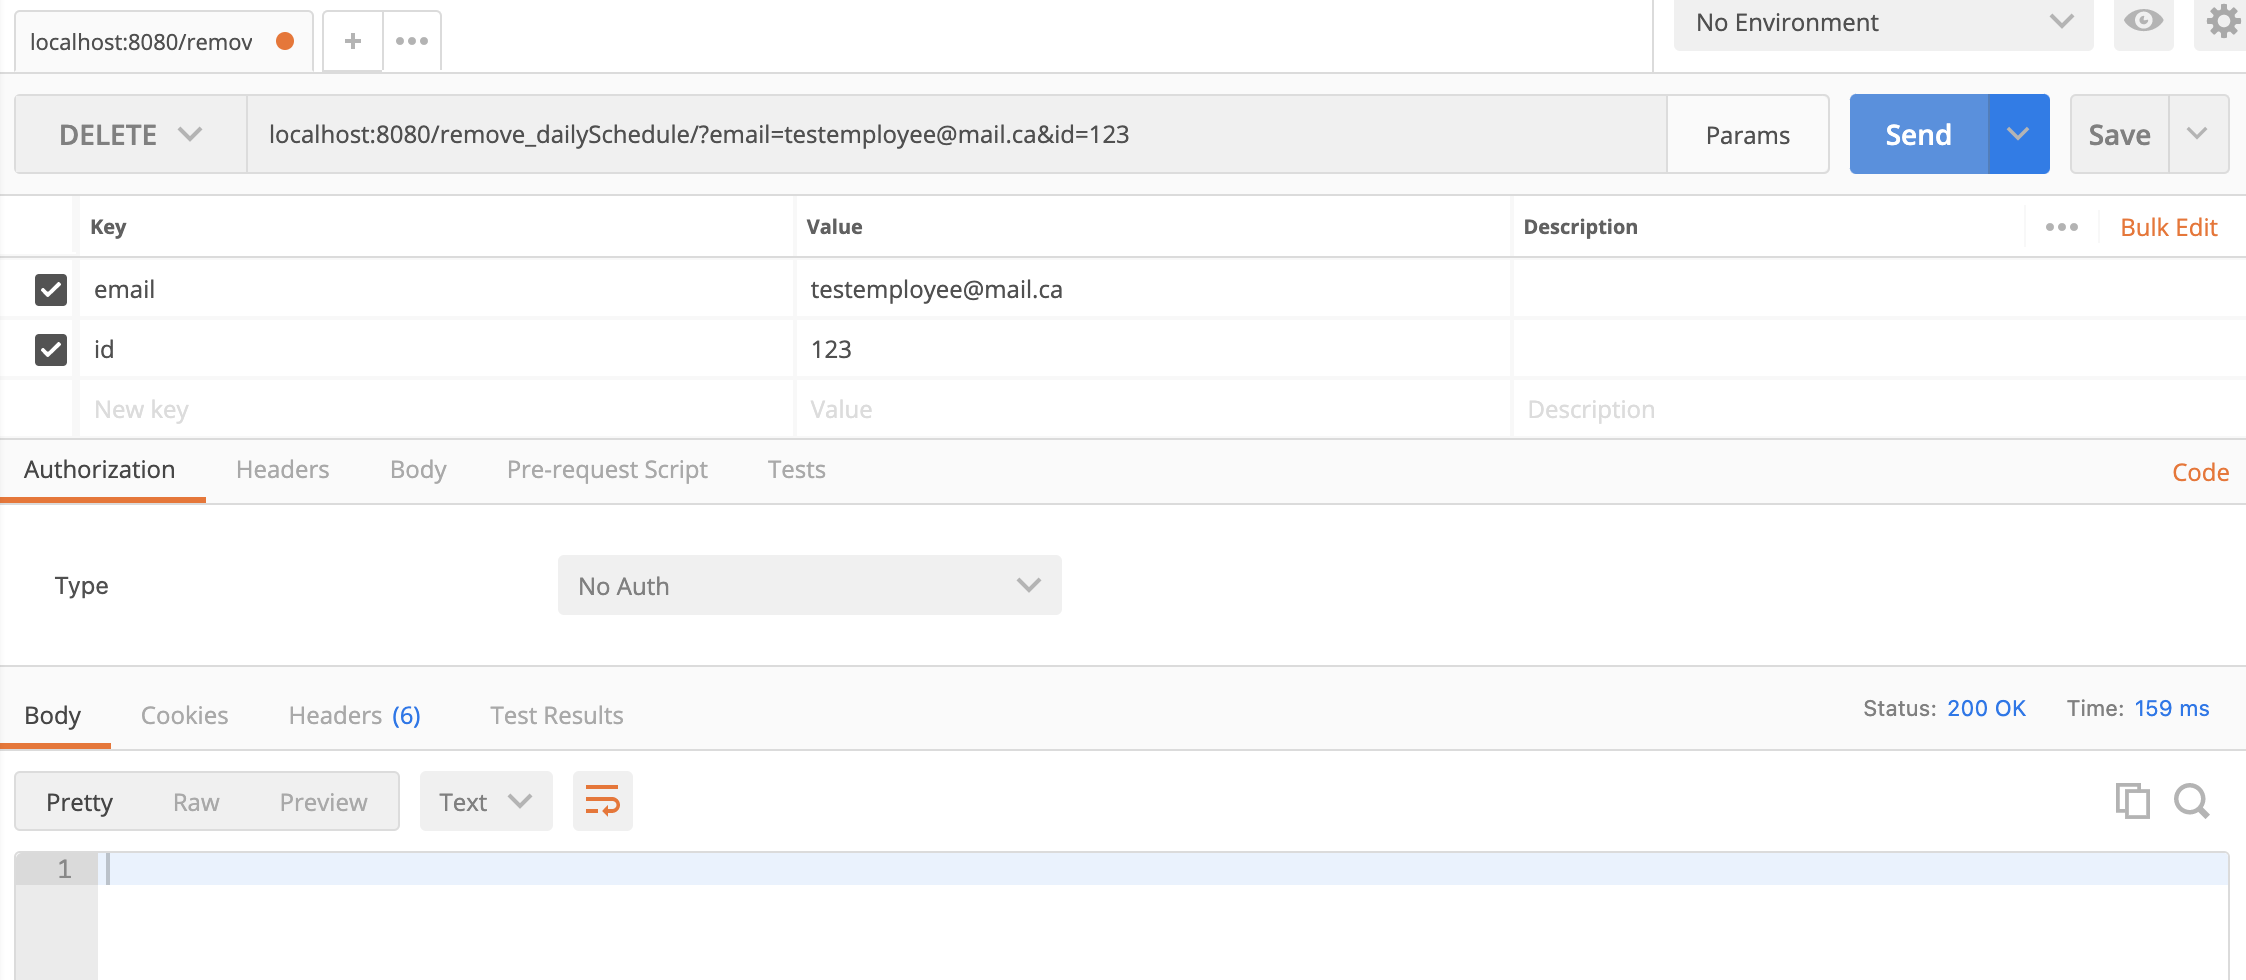 localhost:8080/remov
No Environment
DELETE localhost:8080/remove_dailySchedule/?email=testemployee@mail.ca&id=123 Params Send Save
Key Value Description Bulk Edit
email testemployee@mail.ca
id 123
New key Value Description
Authorization Headers Body Pre-request Script Tests Code
Type No Auth
Body Cookies Headers (6) Test Results Status: 200 OK Time: 159 ms
Pretty Raw Preview Text
1